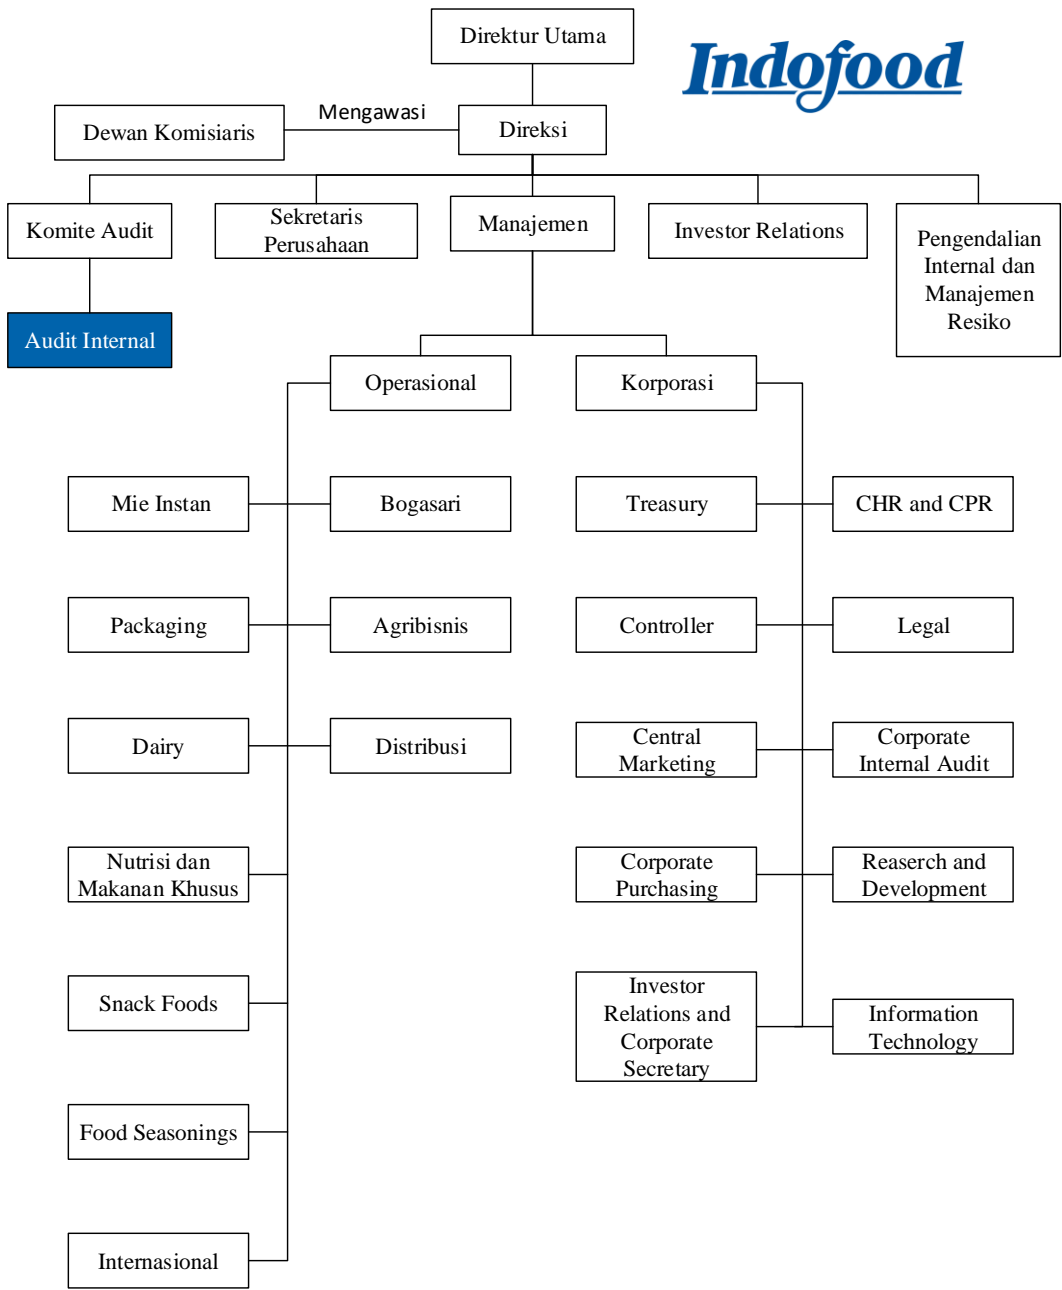 Direktur Utama
Indofood
Mengawasi
Dewan Komisiaris
Direksi
Komite Audit
Sekretaris
Perusahaan
Manajemen
Investor Relations
Pengendalian
Internal dan
Manajemen
Resiko
Audit Internal
Operasional
Korporasi
Mie Instan
Bogasari
Treasury
CHR and CPR
Packaging
Agribisnis
Controller
Legal
Dairy
Distribusi
Central
Marketing
Corporate
Internal Audit
Nutrisi dan
Makanan Khusus
Corporate
Purchasing
Reaserch and
Development
Snack Foods
Investor
Relations and
Corporate
Secretary
Information
Technology
Food Seasonings
Internasional